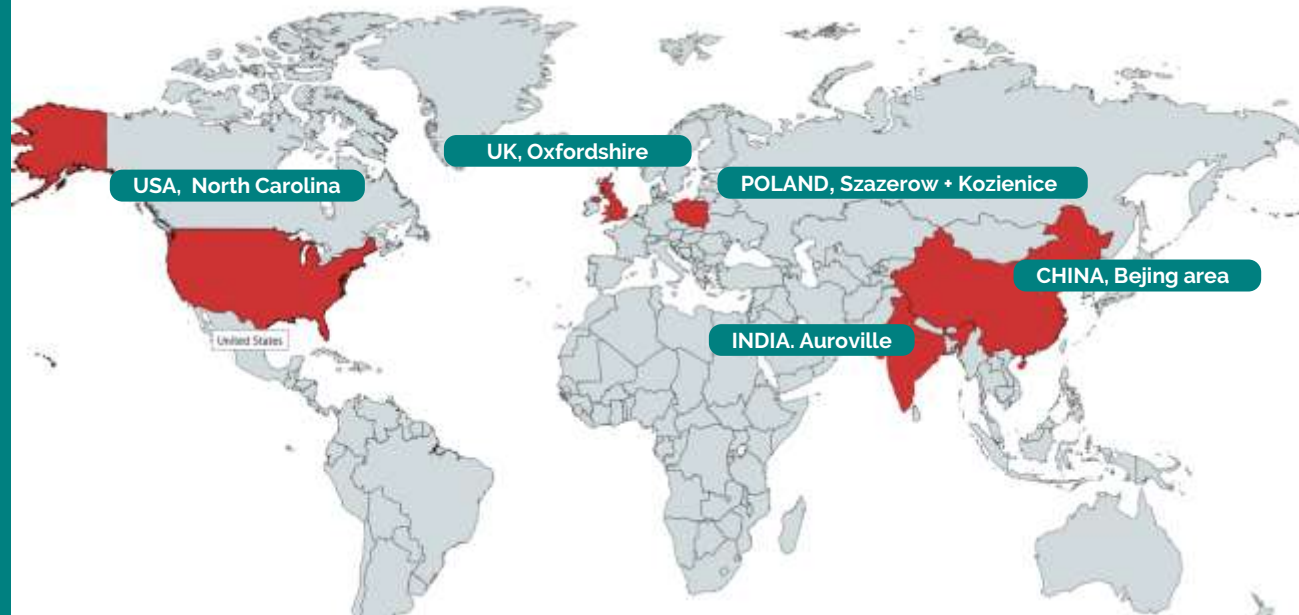 UK, Oxfordshire
USA, North Carolina
POLAND, Szazerow + Kozienice
CHINA, Bejing area
INDIA. Auroville
United States